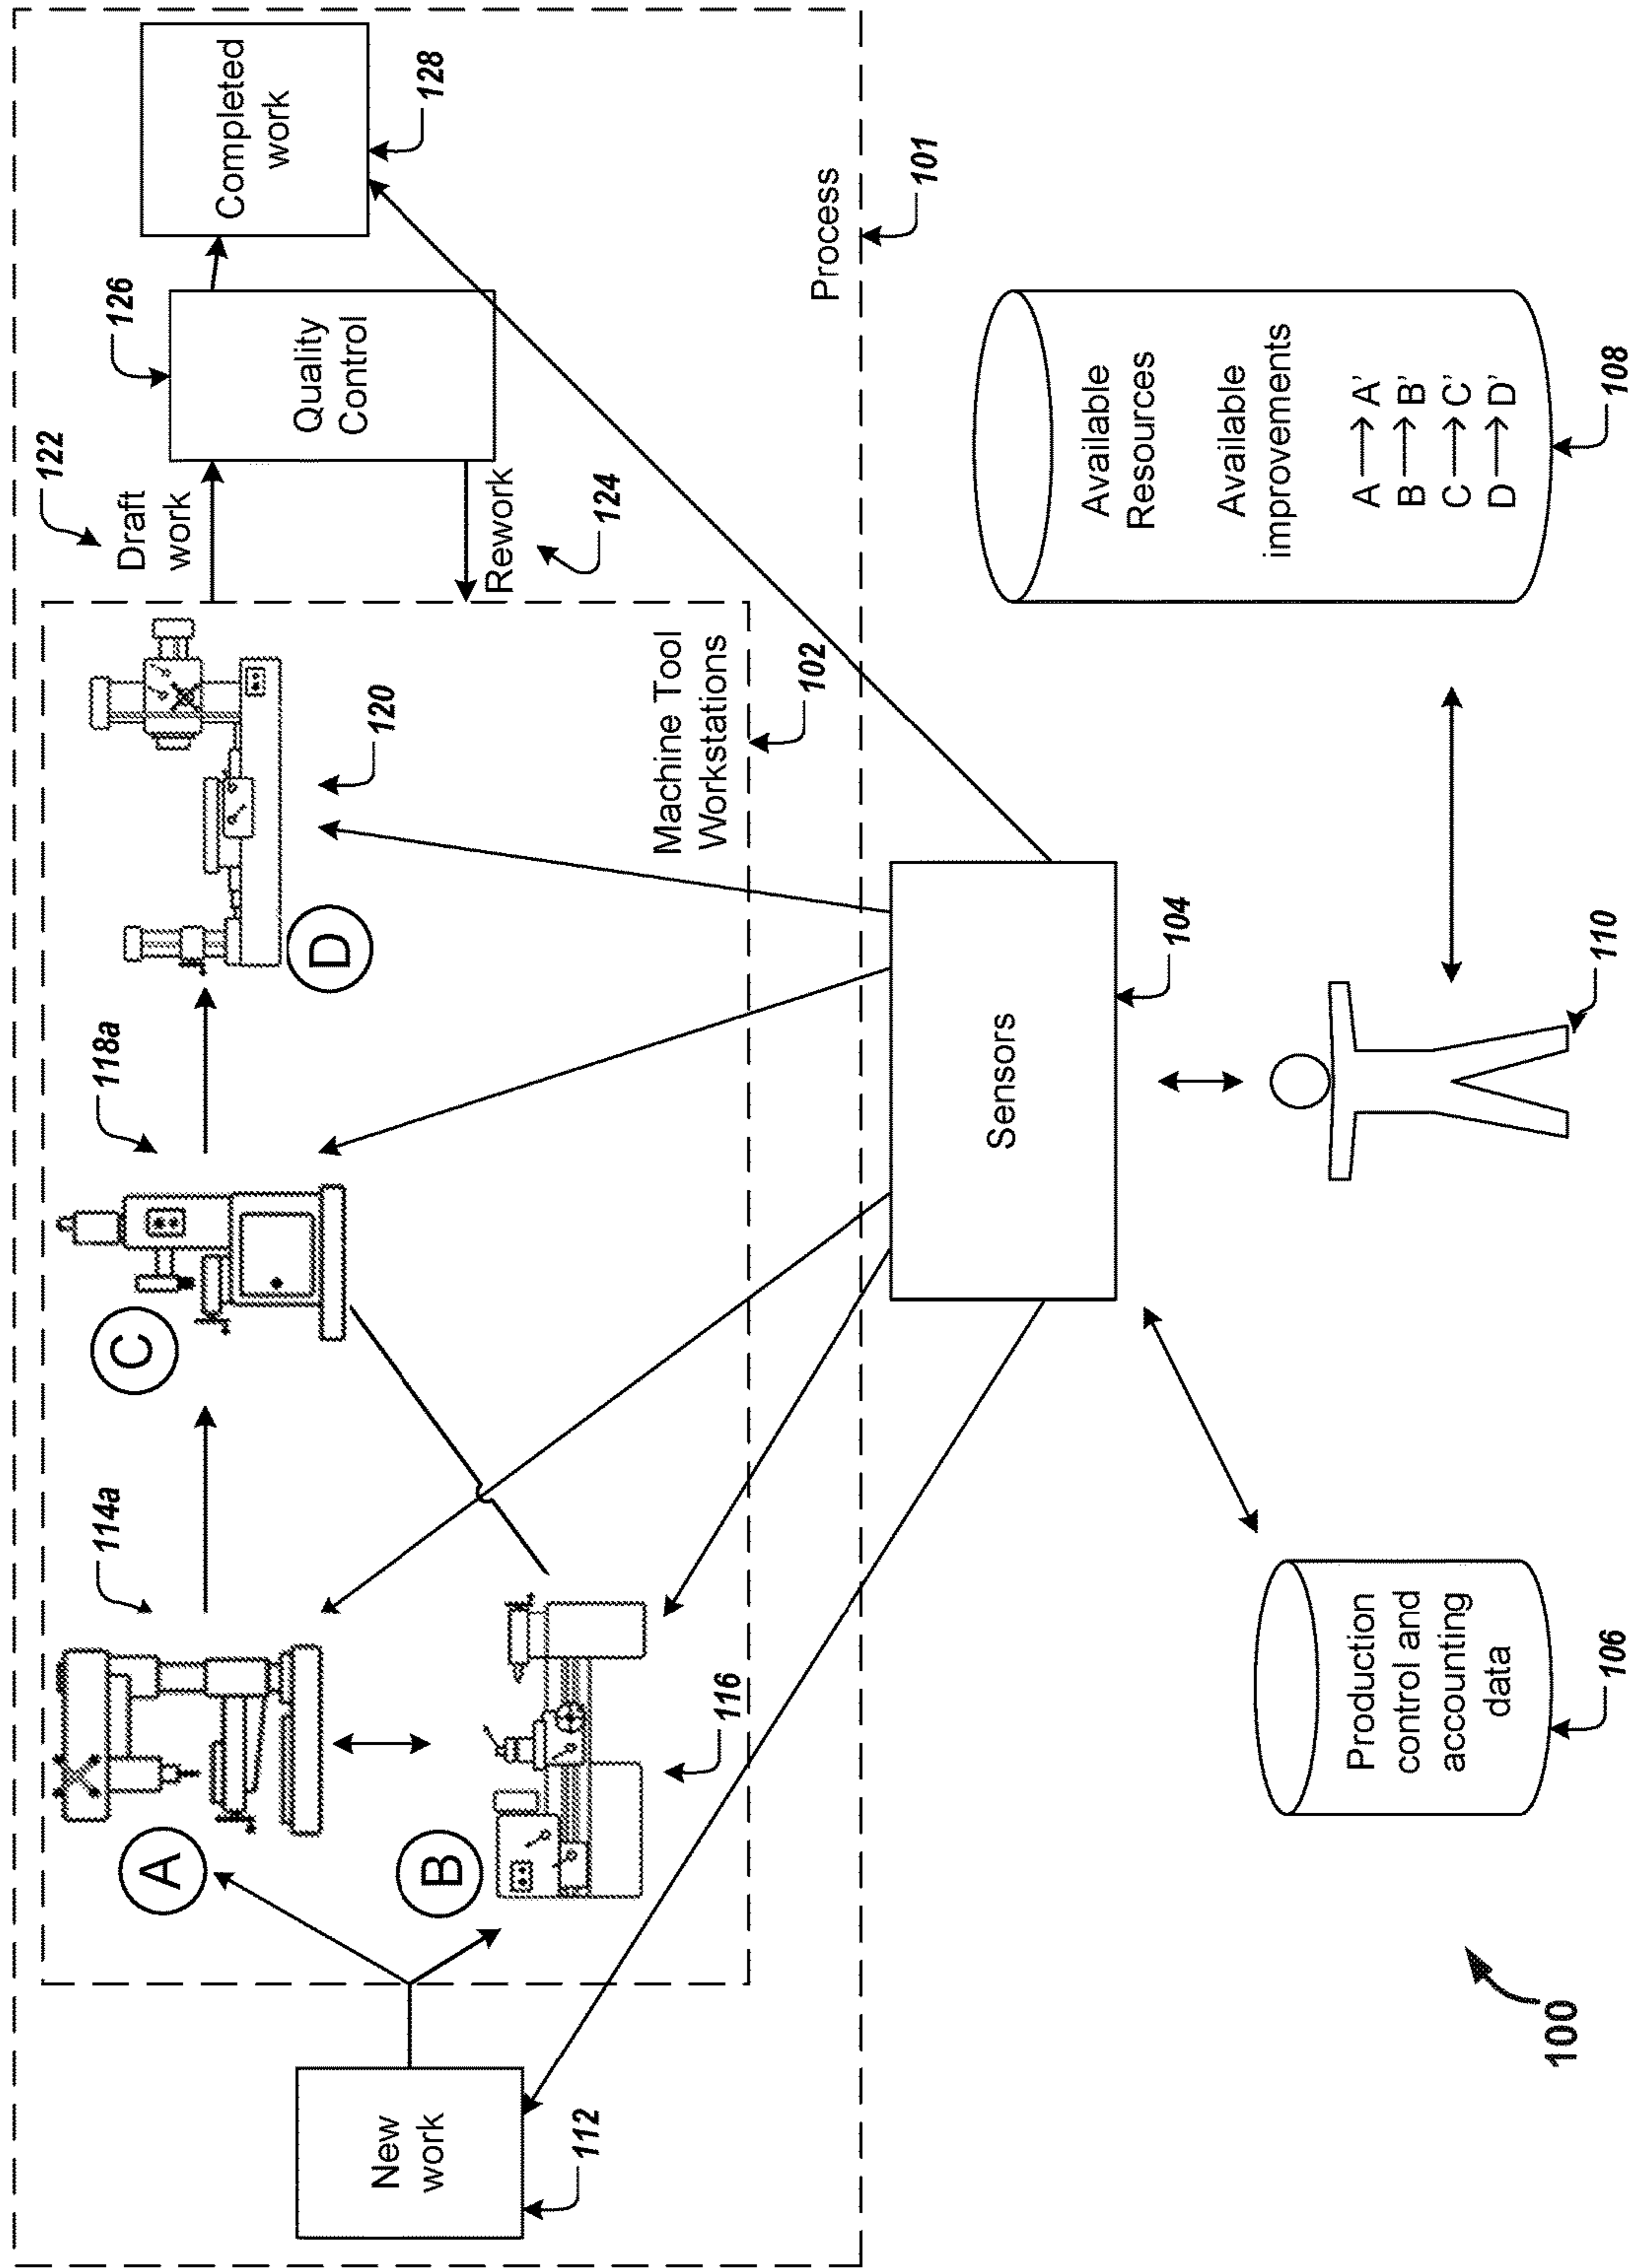 122
126
Draft
work
Quality
Control
Completed
work
128
Rework
124
114a
118a
A
C
D
120
B
116
New
work
112
Machine Tool
Workstations
102
Process
101
Sensors
104
Production
control and
accounting
data
106
110
Available
Resources
Available
improvements
A → A'
B → B'
C → C'
D → D'
108
100